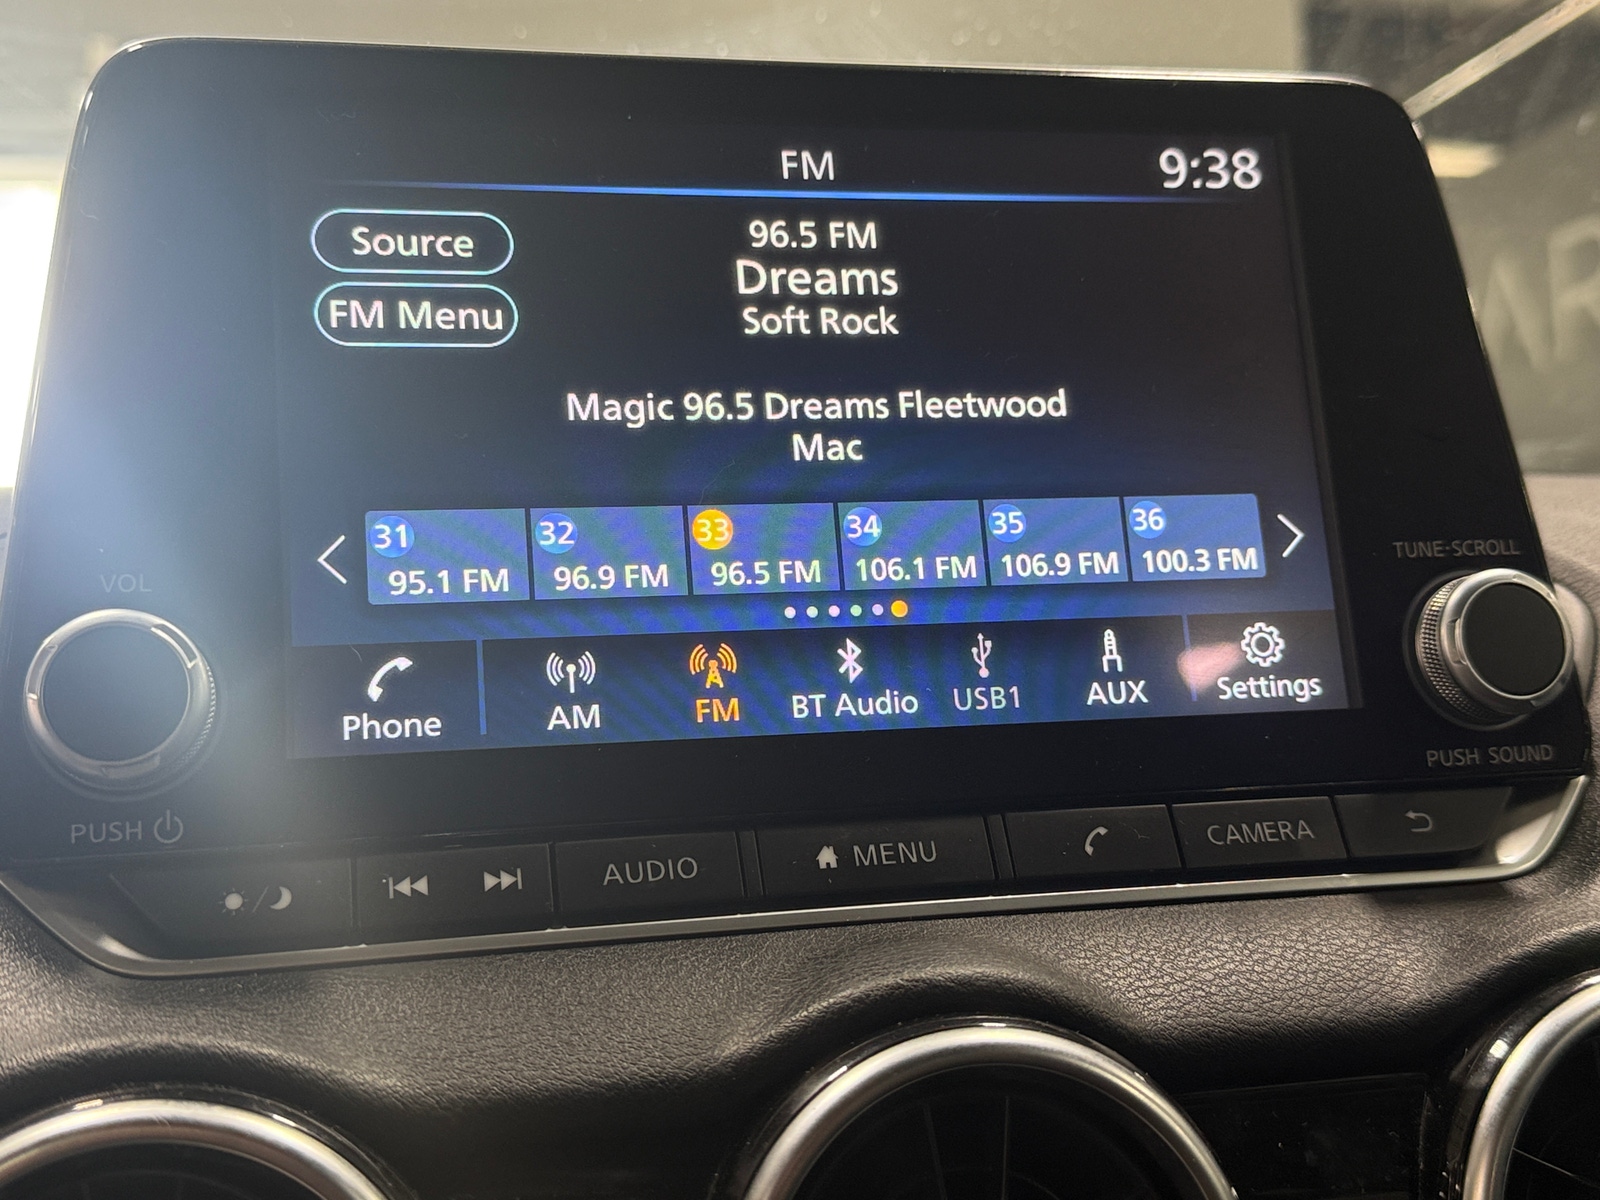 FM
9:38
Source
96.5 FM
Dreams
FM Menu
Soft Rock
Magic 96.5 Dreams Fleetwood
Mac
31
32
33
34
35
36
95.1 FM
96.9 FM
96.5 FM
106.1 FM
106.9 FM
100.3 FM
TUNE·SCROLL
VOL
Phone
AM
FM
BT Audio
USB1
AUX
Settings
PUSH SOUND
PUSH
AUDIO
MENU
CAMERA